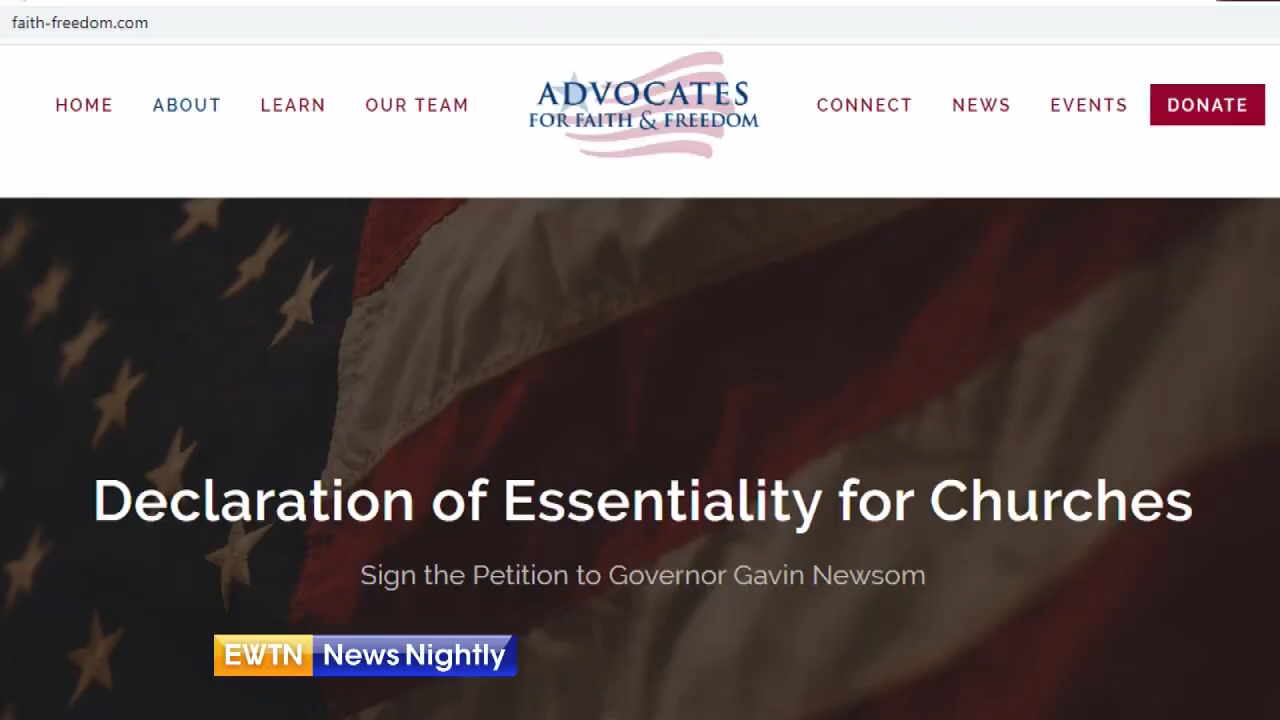 faith-freedom.com
HOME
ABOUT
LEARN
OUR TEAM
ADVOCATES
FOR FAITH & FREEDOM
CONNECT
NEWS
EVENTS
DONATE
Declaration of Essentiality for Churches
Sign the Petition to Governor Gavin Newsom
EWTN News Nightly